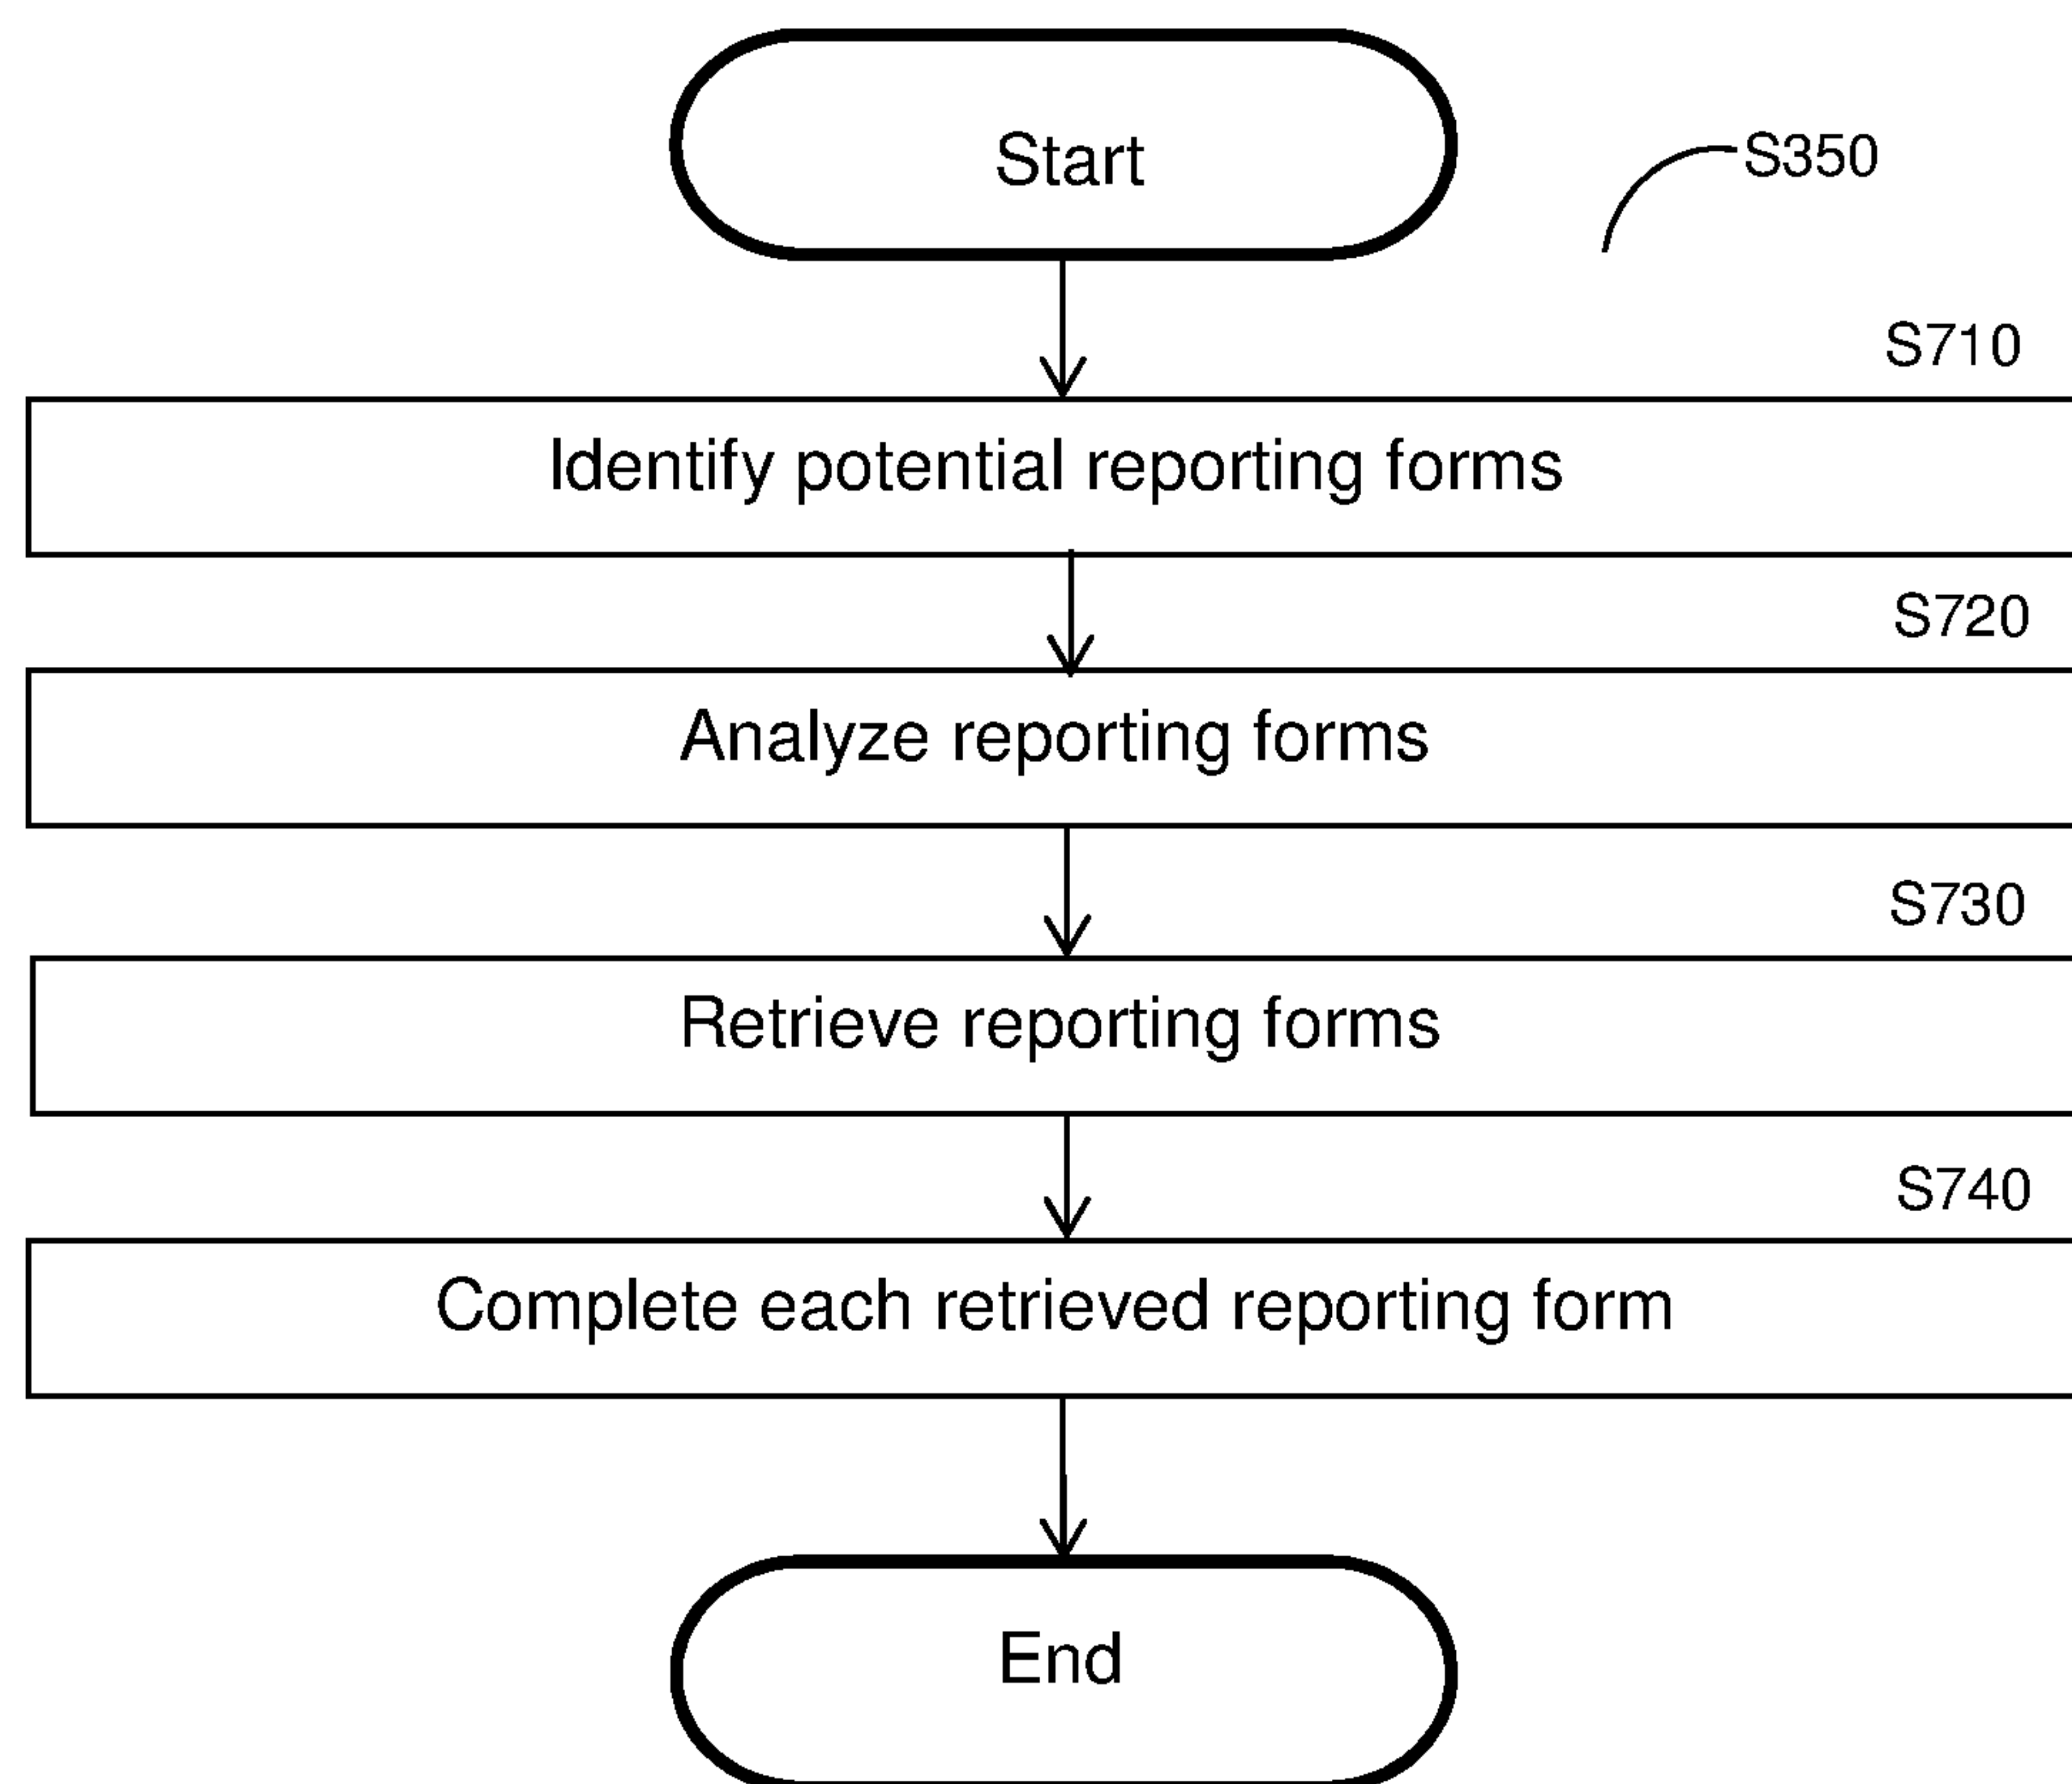 Start
S350
S710
Identify potential reporting forms
S720
Analyze reporting forms
S730
Retrieve reporting forms
S740
Complete each retrieved reporting form
End